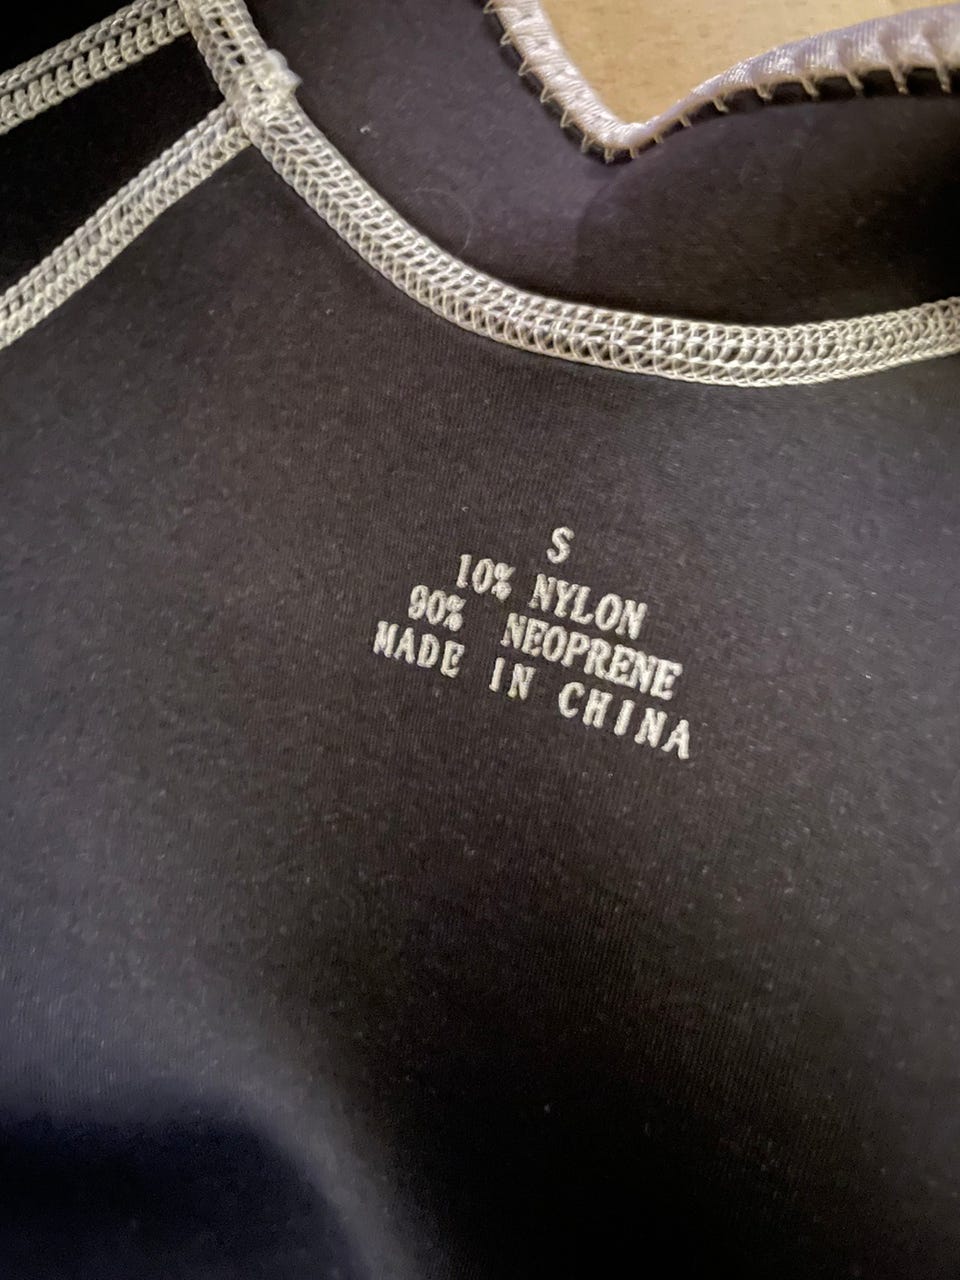 S
10% NYLON
90% NEOPRENE
MADE IN CHINA